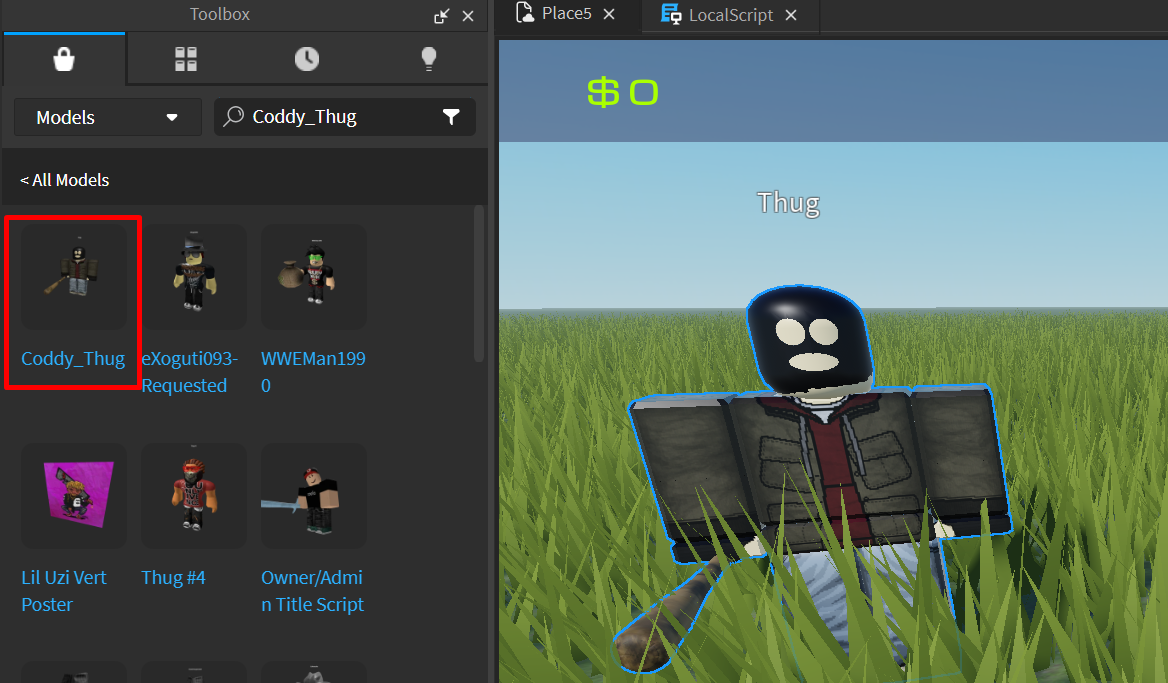 Toolbox
Place5
LocalScript
Models
Coddy_Thug
< All Models
$ 0
Thug
Coddy_Thug
eXoguti093-
Requested
WWEMan199
0
Lil Uzi Vert
Poster
Thug #4
Owner/Admi
n Title Script